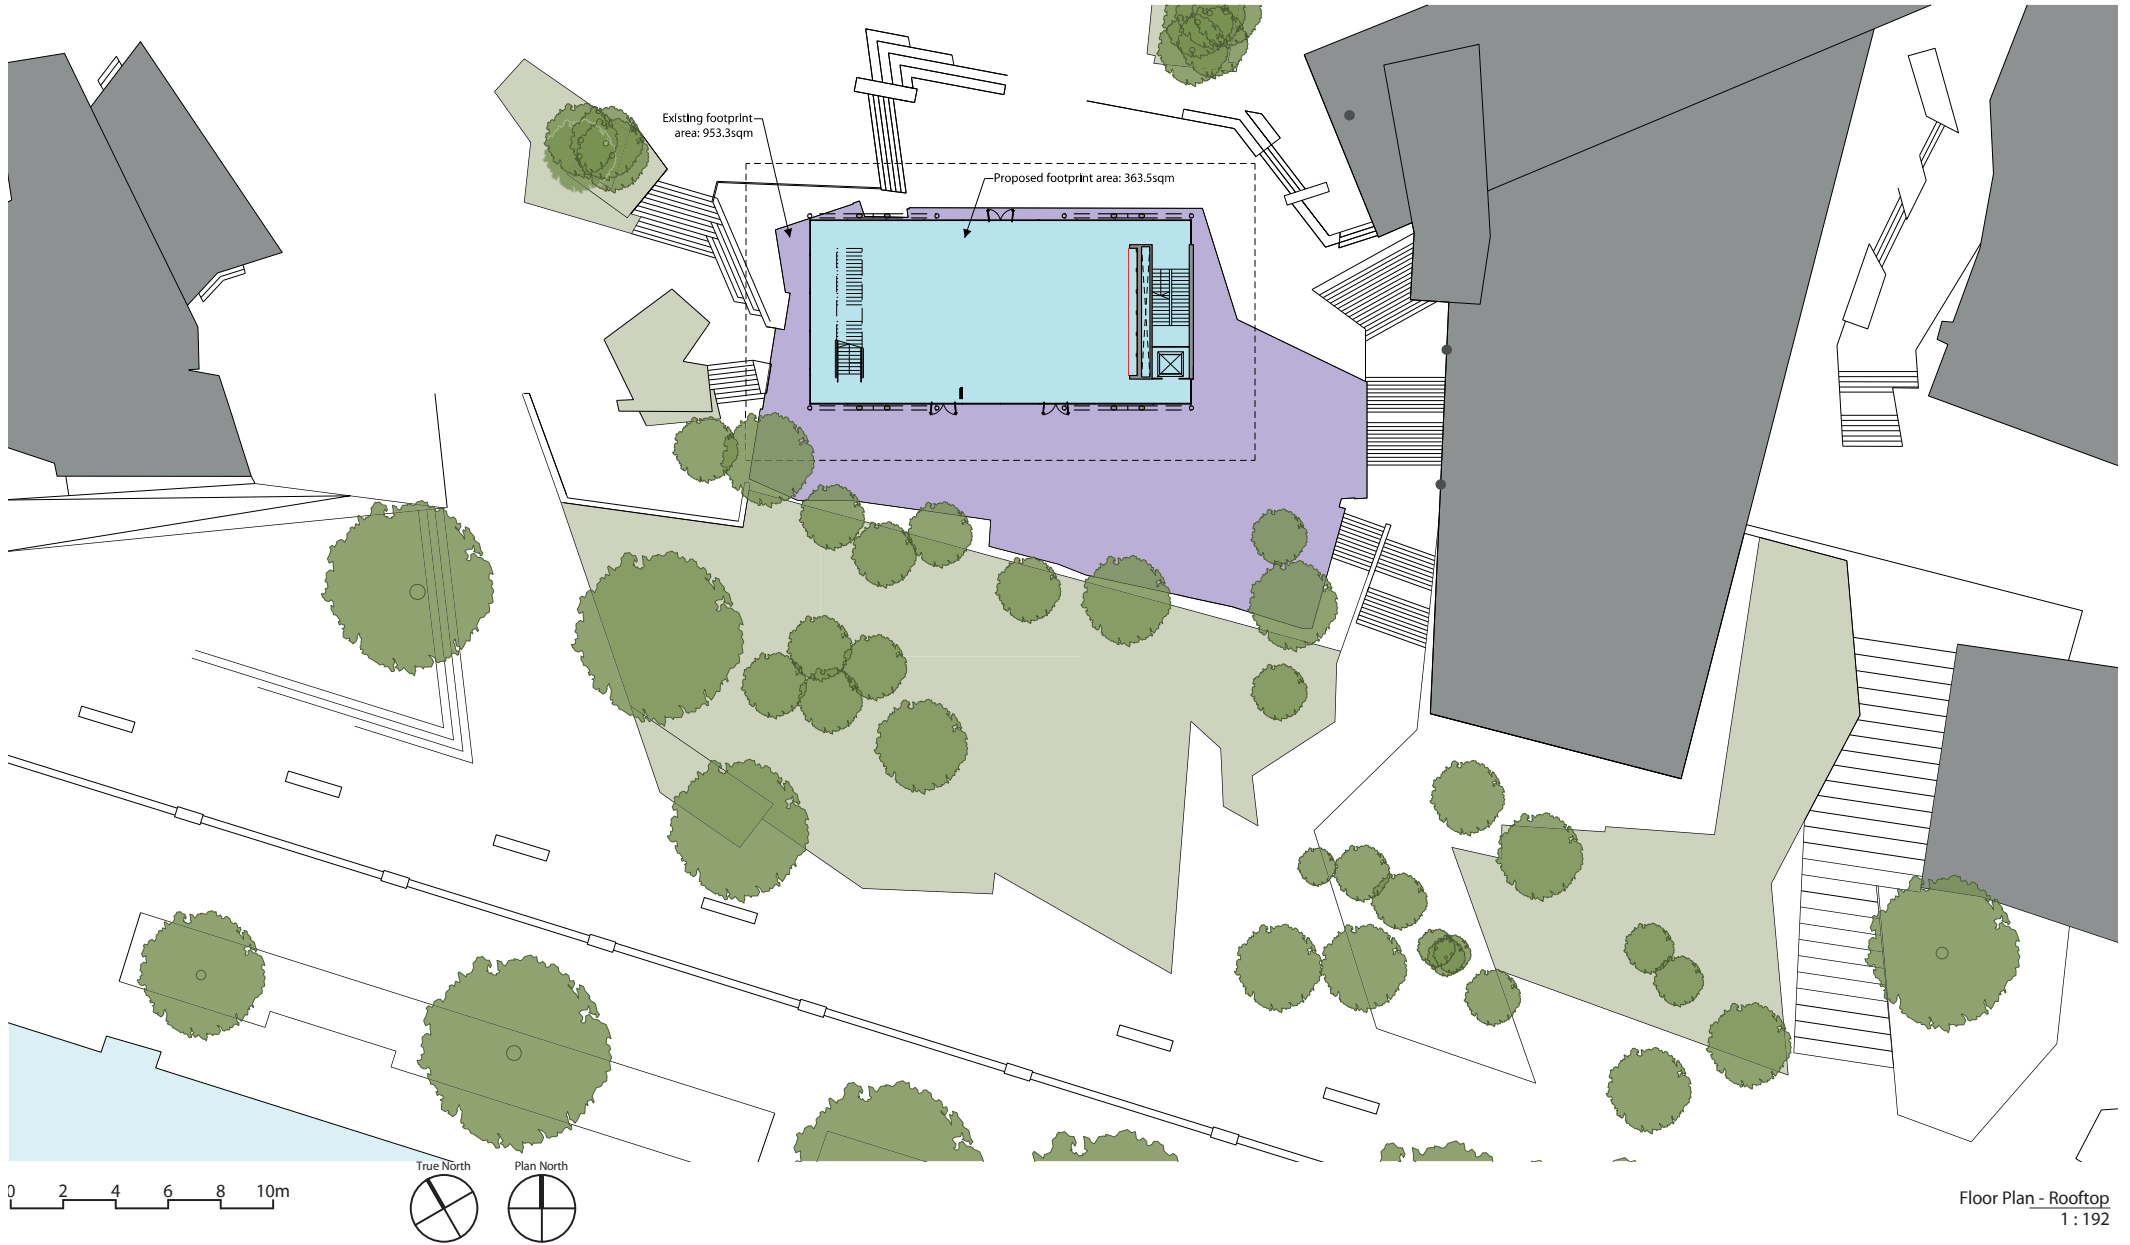 Existing footprint
area: 953.3sqm
Proposed footprint area: 363.5sqm
True North
Plan North
0 2 4 6 8 10m
Floor Plan - Rooftop
1 : 192